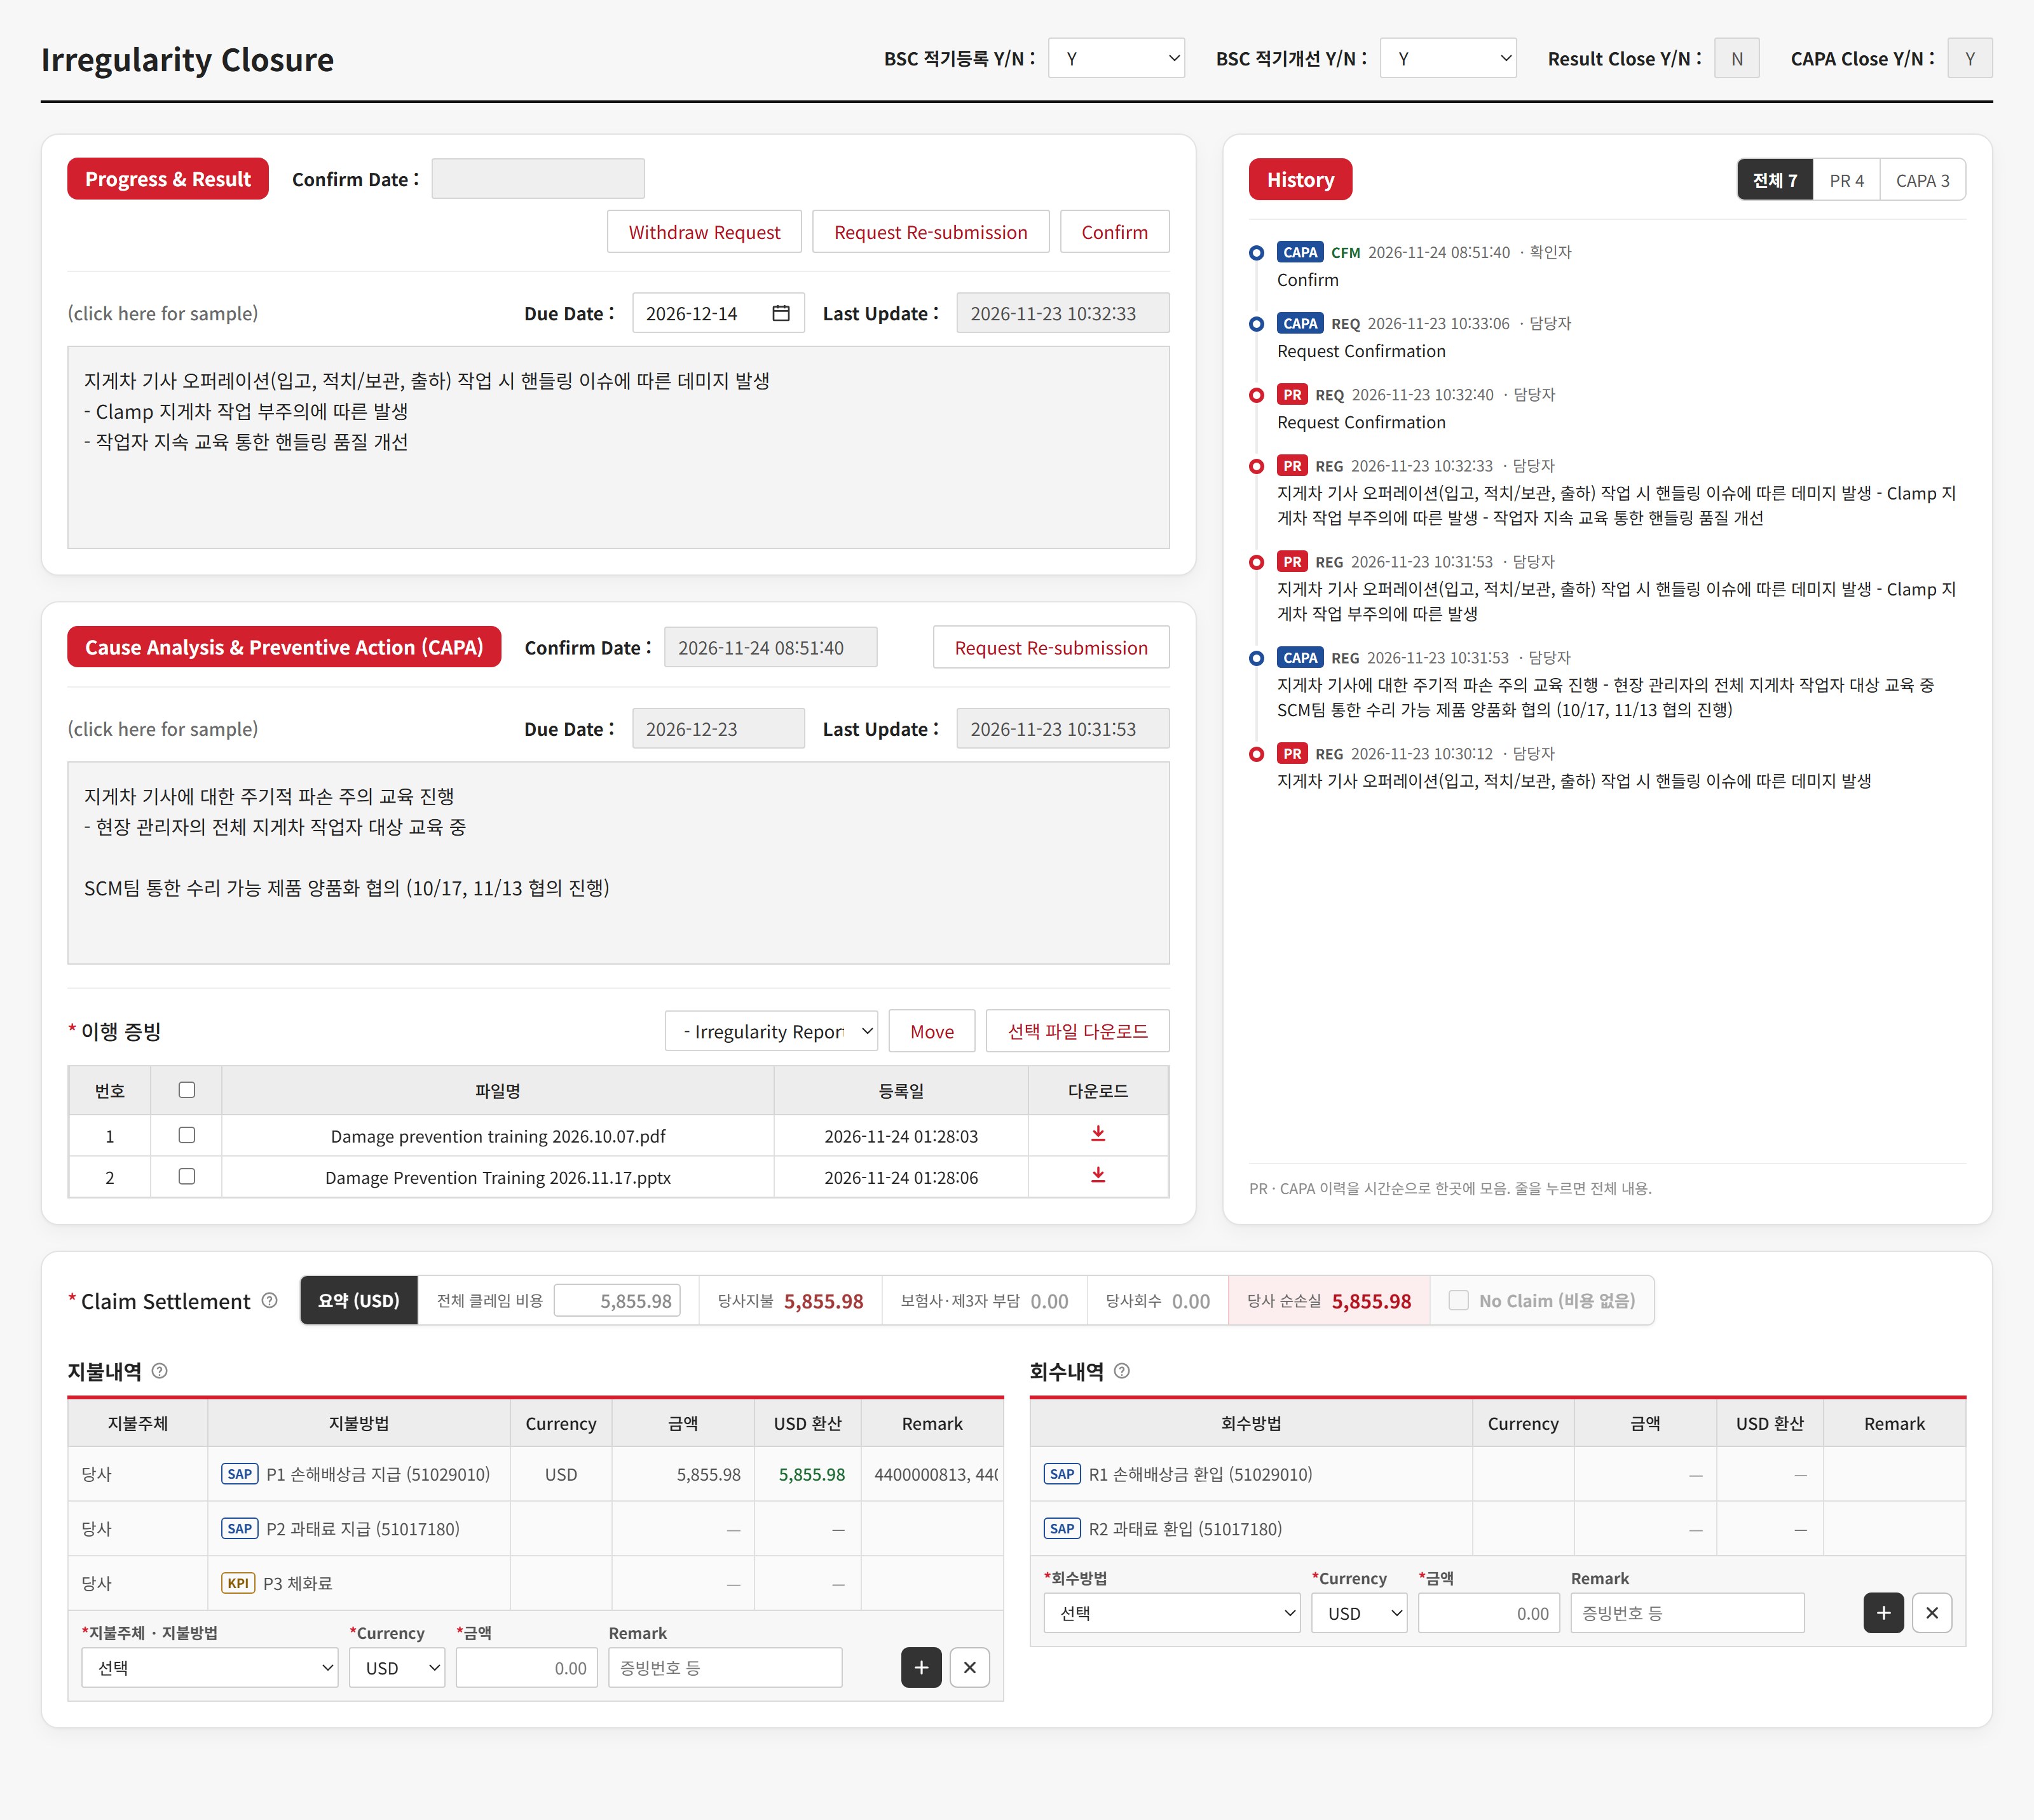 Irregularity Closure
BSC 적기등록 Y/N : Y
BSC 적기개선 Y/N : Y
Result Close Y/N : N
CAPA Close Y/N : Y
Progress & Result
Confirm Date :
Withdraw Request
Request Re-submission
Confirm
(click here for sample)
Due Date : 2026-12-14
Last Update : 2026-11-23 10:32:33
지게차 기사 오퍼레이션(입고, 적치/보관, 출하) 작업 시 핸들링 이슈에 따른 데미지 발생
- Clamp 지게차 작업 부주의에 따른 발생
- 작업자 지속 교육 통한 핸들링 품질 개선
Cause Analysis & Preventive Action (CAPA)
Confirm Date : 2026-11-24 08:51:40
Request Re-submission
(click here for sample)
Due Date : 2026-12-23
Last Update : 2026-11-23 10:31:53
지게차 기사에 대한 주기적 파손 주의 교육 진행
- 현장 관리자의 전체 지게차 작업자 대상 교육 중
SCM팀 통한 수리 가능 제품 양품화 협의 (10/17, 11/13 협의 진행)
* 이행 증빙
- Irregularity Repor
Move
선택 파일 다운로드
번호 파일명 등록일 다운로드
1 Damage prevention training 2026.10.07.pdf 2026-11-24 01:28:03
2 Damage Prevention Training 2026.11.17.pptx 2026-11-24 01:28:06
History
전체 7 PR 4 CAPA 3
CAPA CFM 2026-11-24 08:51:40 · 확인자
Confirm
CAPA REQ 2026-11-23 10:33:06 · 담당자
Request Confirmation
PR REQ 2026-11-23 10:32:40 · 담당자
Request Confirmation
PR REG 2026-11-23 10:32:33 · 담당자
지게차 기사 오퍼레이션(입고, 적치/보관, 출하) 작업 시 핸들링 이슈에 따른 데미지 발생 - Clamp 지
게차 작업 부주의에 따른 발생 - 작업자 지속 교육 통한 핸들링 품질 개선
PR REG 2026-11-23 10:31:53 · 담당자
지게차 기사 오퍼레이션(입고, 적치/보관, 출하) 작업 시 핸들링 이슈에 따른 데미지 발생 - Clamp 지
게차 작업 부주의에 따른 발생
CAPA REG 2026-11-23 10:31:53 · 담당자
지게차 기사에 대한 주기적 파손 주의 교육 진행 - 현장 관리자의 전체 지게차 작업자 대상 교육 중
SCM팀 통한 수리 가능 제품 양품화 협의 (10/17, 11/13 협의 진행)
PR REG 2026-11-23 10:30:12 · 담당자
지게차 기사 오퍼레이션(입고, 적치/보관, 출하) 작업 시 핸들링 이슈에 따른 데미지 발생
PR · CAPA 이력을 시간순으로 한곳에 모음. 줄을 누르면 전체 내용.
* Claim Settlement ?
요약 (USD) 전체 클레임 비용 5,855.98 당사지불 5,855.98 보험사·제3자 부담 0.00 당사회수 0.00 당사 순손실 5,855.98 No Claim (비용 없음)
지불내역 ?
지불주체 지불방법 Currency 금액 USD 환산 Remark
당사 SAP P1 손해배상금 지급 (51029010) USD 5,855.98 5,855.98 4400000813, 440
당사 SAP P2 과태료 지급 (51017180) — —
당사 KPI P3 체화료 — —
*지불주체 · 지불방법 *Currency *금액 Remark
선택 USD 0.00 증빙번호 등 + ×
회수내역 ?
회수방법 Currency 금액 USD 환산 Remark
SAP R1 손해배상금 환입 (51029010) — —
SAP R2 과태료 환입 (51017180) — —
*회수방법 *Currency *금액 Remark
선택 USD 0.00 증빙번호 등 + ×